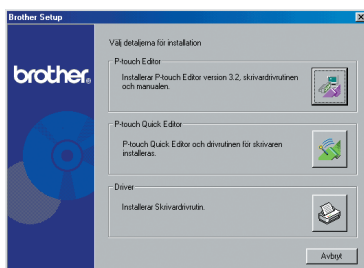 Brother Setup
Välj detaljerna för installation
brother.
P-touch Editor
Installerar P-touch Editor version 3.2, skrivardrivrutinen
och manualen.
P-touch Quick Editor
P-touch Quick Editor och drivrutinen för skrivaren
installeras.
Driver
Installerar Skrivardrivrutin.
Avbryt